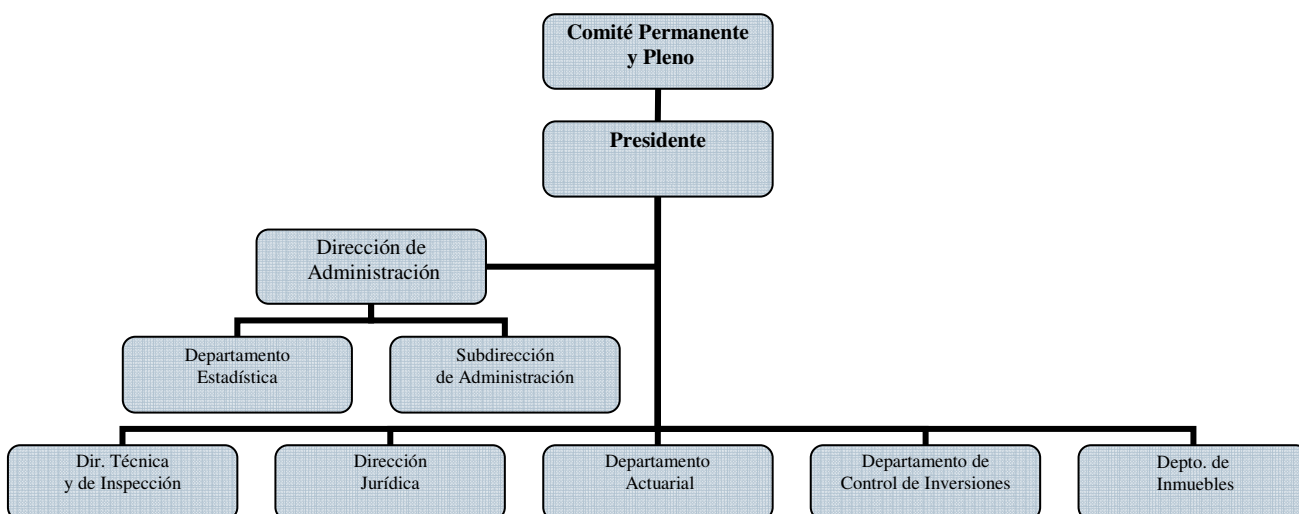 Comité Permanente
y Pleno
Presidente
Dirección de
Administración
Departamento
Estadística
Subdirección
de Administración
Dir. Técnica
y de Inspección
Dirección
Jurídica
Departamento
Actuarial
Departamento de
Control de Inversiones
Depto. de
Inmuebles